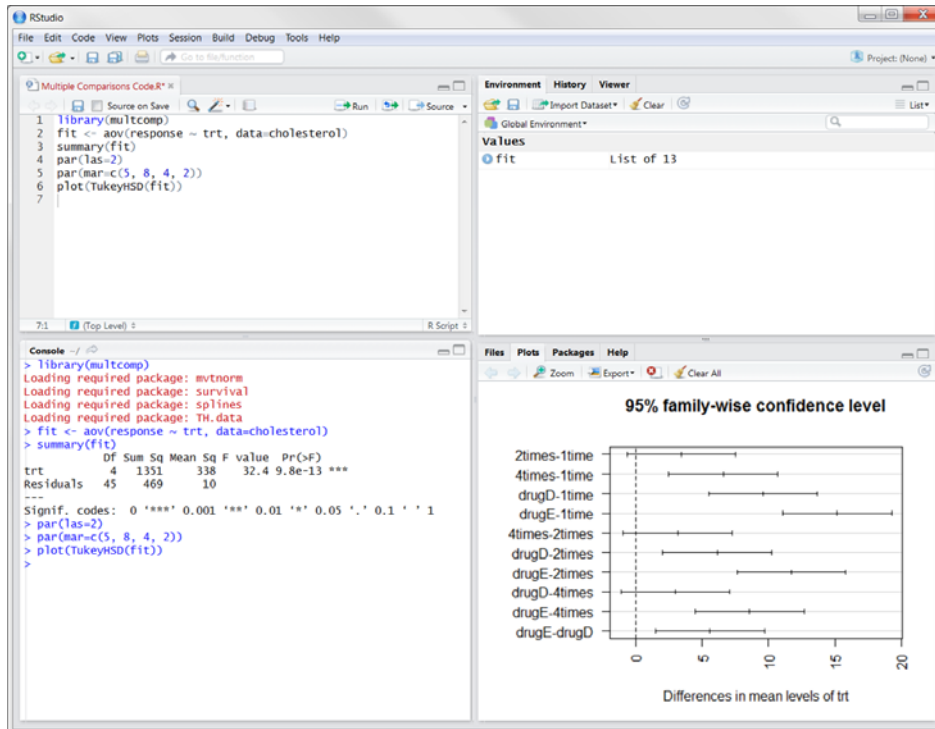 RStudio
File Edit Code View Plots Session Build Debug Tools Help
Go to file/function
Project: (None)
Multiple Comparisons Code.R*
Source on Save Run Source
1 library(multcomp)
2 fit <- aov(response ~ trt, data=cholesterol)
3 summary(fit)
4 par(las=2)
5 par(mar=c(5, 8, 4, 2))
6 plot(TukeyHSD(fit))
7
7:1 (Top Level) R Script
Console ~/
> library(multcomp)
Loading required package: mvtnorm
Loading required package: survival
Loading required package: splines
Loading required package: TH.data
> fit <- aov(response ~ trt, data=cholesterol)
> summary(fit)
Df Sum Sq Mean Sq F value Pr(>F)
trt 4 1351 338 32.4 9.8e-13 ***
Residuals 45 469 10
---
Signif. codes: 0 '***' 0.001 '**' 0.01 '*' 0.05 '.' 0.1 ' ' 1
> par(las=2)
> par(mar=c(5, 8, 4, 2))
> plot(TukeyHSD(fit))
>
Environment History Viewer
Import Dataset Clear List
Global Environment
Values
fit List of 13
Files Plots Packages Help
Zoom Export Clear All
95% family-wise confidence level
2times-1time
4times-1time
drugD-1time
drugE-1time
4times-2times
drugD-2times
drugE-2times
drugD-4times
drugE-4times
drugE-drugD
0 5 10 15 20
Differences in mean levels of trt